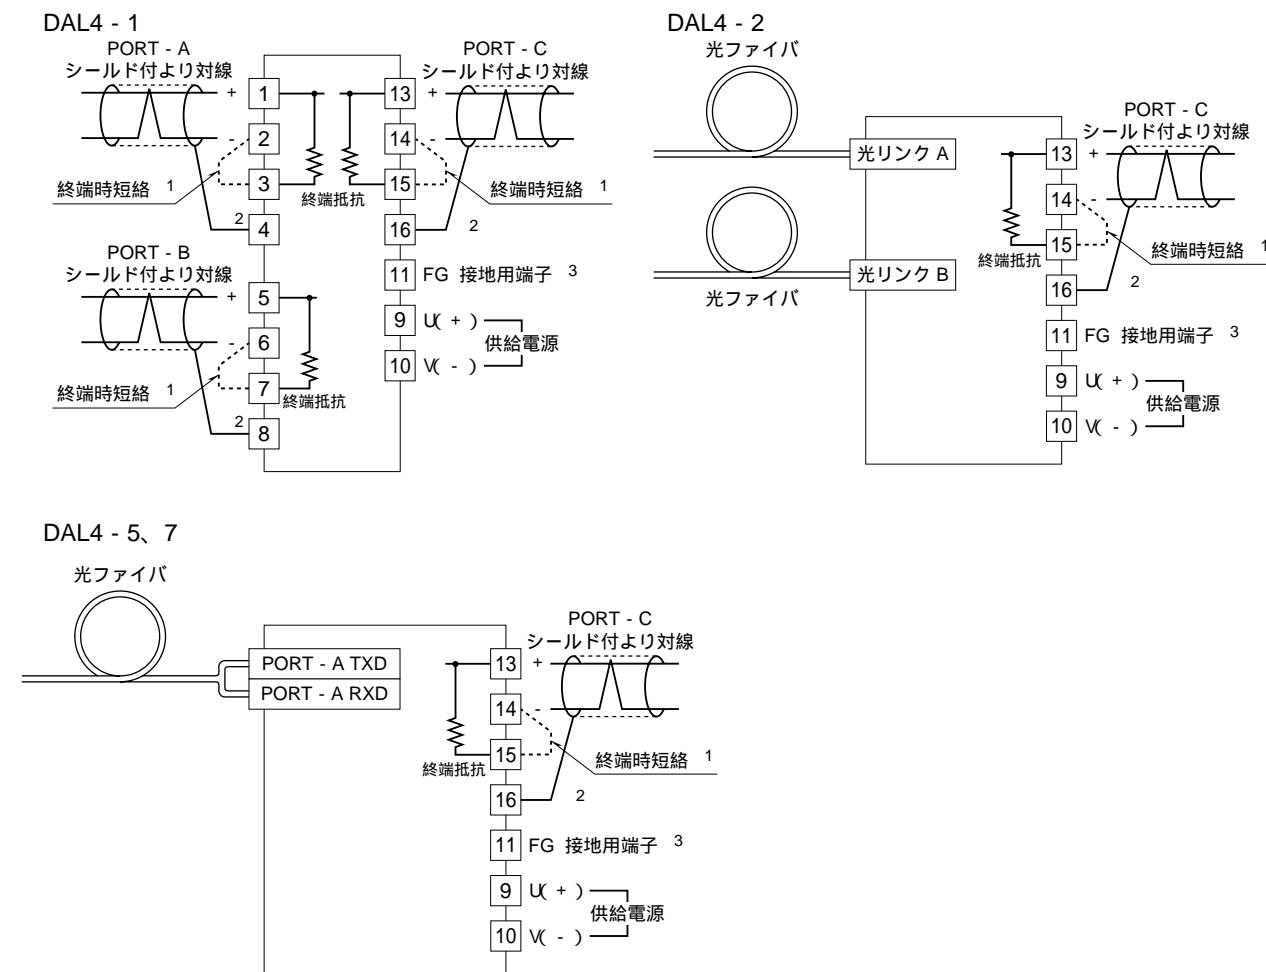 DAL4 - 1
PORT - A
シールド付より対線
+
1
-
2
終端時短絡 1
3
2
4
終端抵抗
PORT - B
シールド付より対線
+
5
-
6
終端時短絡 1
7
2
8
終端抵抗
PORT - C
シールド付より対線
13
+
14
-
15
終端時短絡 1
16
2
11 FG 接地用端子 3
9 U( + )
供給電源
10 V( - )
DAL4 - 2
光ファイバ
光リンク A
光リンク B
光ファイバ
PORT - C
シールド付より対線
13
+
14
-
15
終端時短絡 1
終端抵抗
16
2
11 FG 接地用端子 3
9 U( + )
供給電源
10 V( - )
DAL4 - 5、7
光ファイバ
PORT - A TXD
PORT - A RXD
PORT - C
シールド付より対線
13
+
14
-
15
終端時短絡 1
終端抵抗
16
2
11 FG 接地用端子 3
9 U( + )
供給電源
10 V( - )